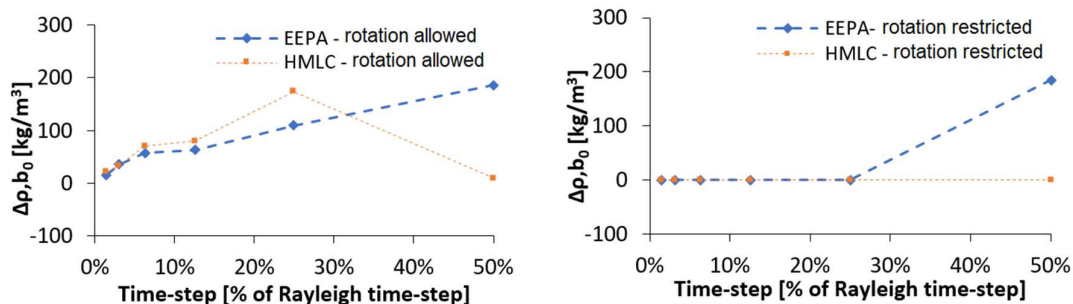 300
200
100
0
-100
Δρ,b₀ [kg/m³]
EEPA - rotation allowed
HMLC - rotation allowed
0% 10% 20% 30% 40% 50%
Time-step [% of Rayleigh time-step]
300
200
100
0
-100
Δρ,b₀ [kg/m³]
EEPA- rotation restricted
HMLC - rotation restricted
0% 10% 20% 30% 40% 50%
Time-step [% of Rayleigh time-step]